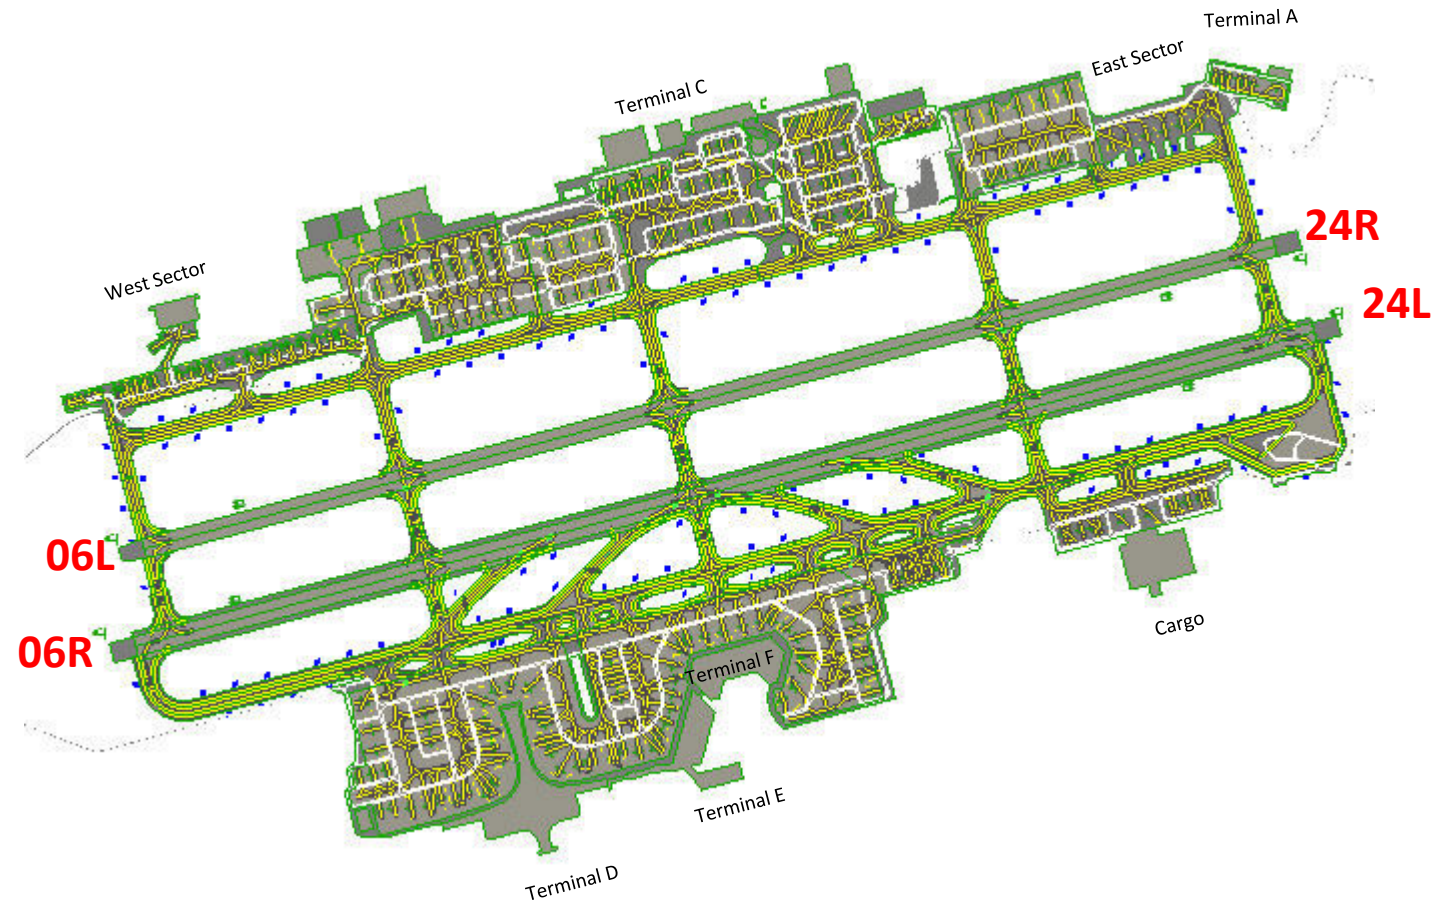 Terminal A
East Sector
Terminal C
24R
West Sector
24L
06L
06R
Terminal F
Cargo
Terminal E
Terminal D